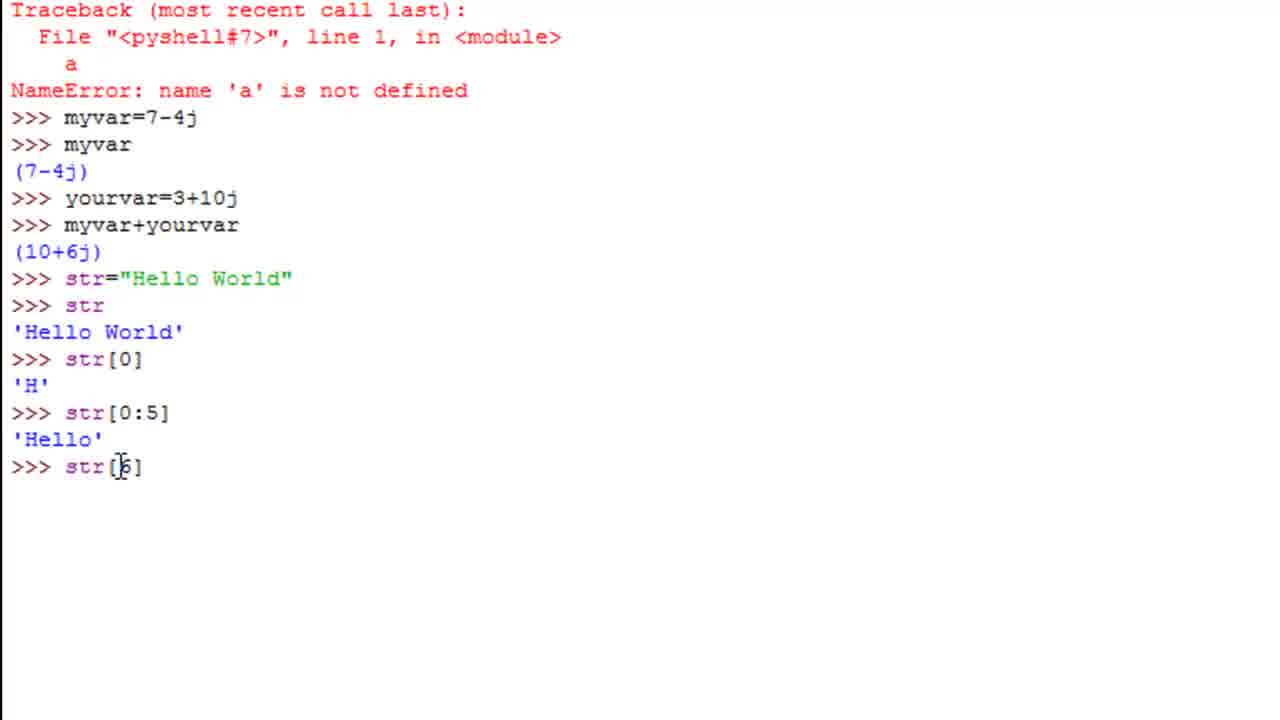 Traceback (most recent call last):
  File "<pyshell#7>", line 1, in <module>
    a
NameError: name 'a' is not defined
>>> myvar=7-4j
>>> myvar
(7-4j)
>>> yourvar=3+10j
>>> myvar+yourvar
(10+6j)
>>> str="Hello World"
>>> str
'Hello World'
>>> str[0]
'H'
>>> str[0:5]
'Hello'
>>> str[6]